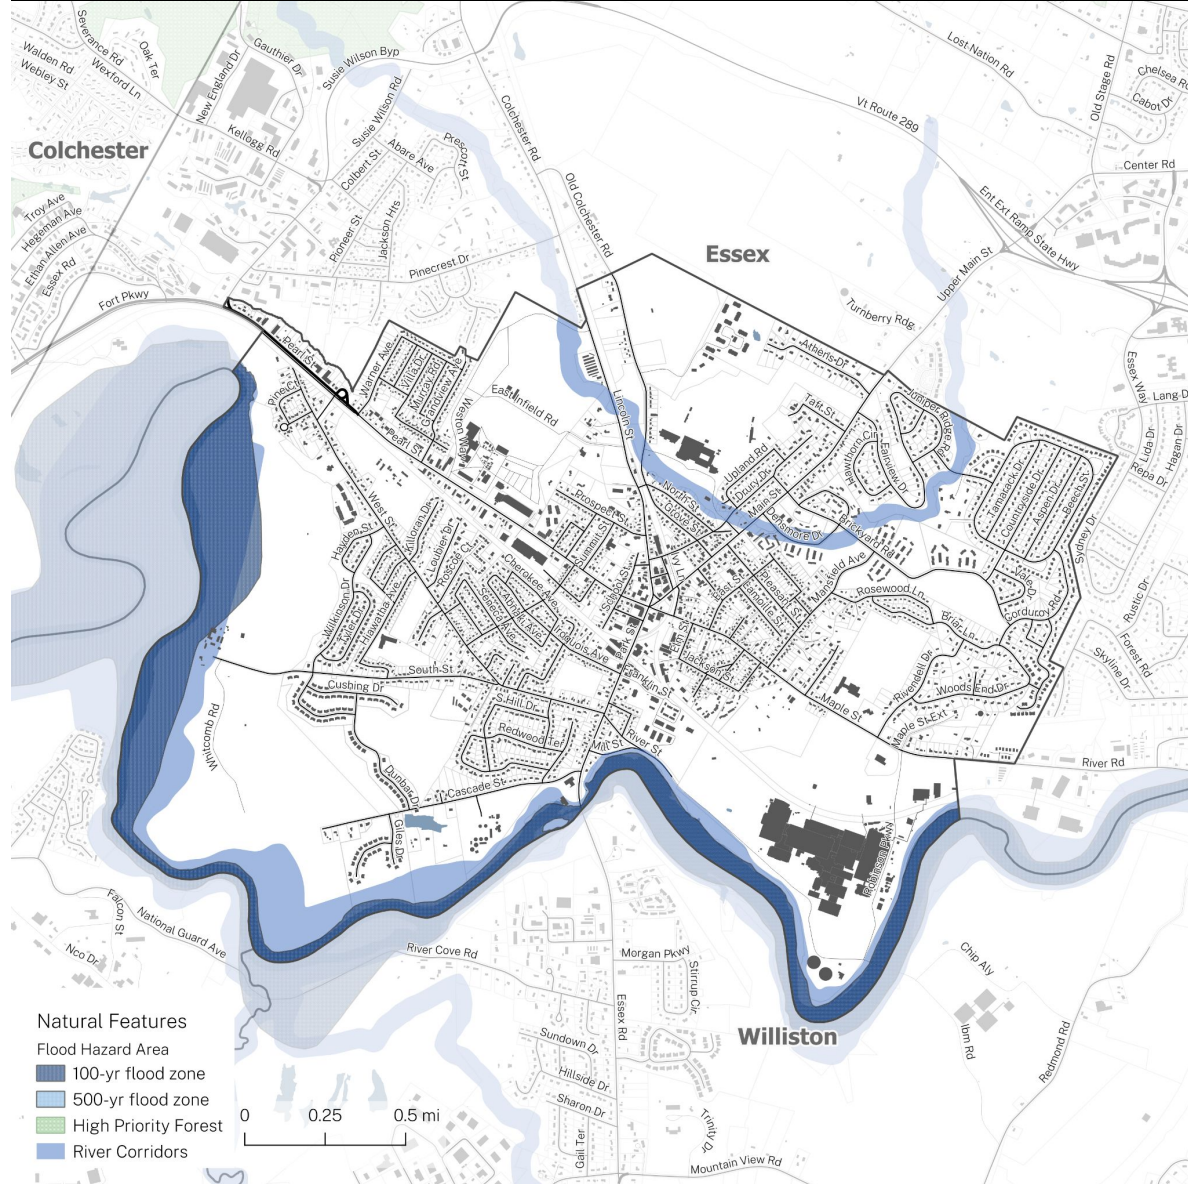 Severance Rd
Oak Ter
Walden Rd
Webley St
Wexford Ln
New England Dr
Gauthier Dr
Susie Wilson Byp
Susie Wilson Rd
Kellogg Rd
Colchester
Colbert St
Abare Ave
Prescott St
Colchester Rd
Lost Nation Rd
Old Stage Rd
Chelsea Rd
Cabot Dr
Vt Route 289
Center Rd
Troy Ave
Hegeman Ave
Ethan Allen Ave
Essex Rd
Pioneer St
Jackson Hts
Old Colchester Rd
Ent Ext Ramp State Hwy
Essex
Pinecrest Dr
Upper Main St
Fort Pkwy
Turnberry Rdg
Pearl St
Athens Dr
Warner Ave
Villa Dr
Murray Rd
Grandview Ave
Essex Way
Lang D
Pine Ct
Eastnfield Rd
Lincoln St
Taft St
Juniper Ridge Rd
Weston Way
Pearl St
Hawthorn Cir
Fairview Dr
Lida Dr
Hagan Dr
Repa Dr
Upland Rd
Drury Dr
Main St
Tamarack Dr
Countryside Dr
Aspen Dr
Beech St
West St
Prospect St
North St
Grove St
Densmore Dr
Brickyard Rd
Sydney Dr
Hayden St
Killoran Dr
Loubier Dr
Roscoe Ct
Summit St
Cherokee Ave
School St
Ivy Ln
East St
Pleasant St
Lamoille St
Mansfield Ave
Rosewood Ln
Yale Dr
Corduroy Rd
Rustic Dr
Wilkinson Dr
Tyler Dr
Hiawatha Ave
Seneca Ave
Abnaki Ave
Iroquois Ave
Park St
Elm St
Jackson St
Briar Ln
Forest Rd
Skyline Dr
South St
Franklin St
Cushing Dr
Rivendell Dr
Woods End Dr
Whitcomb Rd
S Hill Dr
Redwood Ter
Mill St
River St
Maple St
Maple St Ext
River Rd
Dunbar Dr
Cascade St
Giles Dr
Robinson Pkwy
Falcon St
National Guard Ave
Nco Dr
River Cove Rd
Morgan Pkwy
Stirrup Cir
Chip Aly
Essex Rd
Williston
Ibm Rd
Redmond Rd
Sundown Dr
Hillside Dr
Sharon Dr
Gail Ter
Trinity Dr
Mountain View Rd
Natural Features
Flood Hazard Area
100-yr flood zone
500-yr flood zone
High Priority Forest
River Corridors
0 0.25 0.5 mi